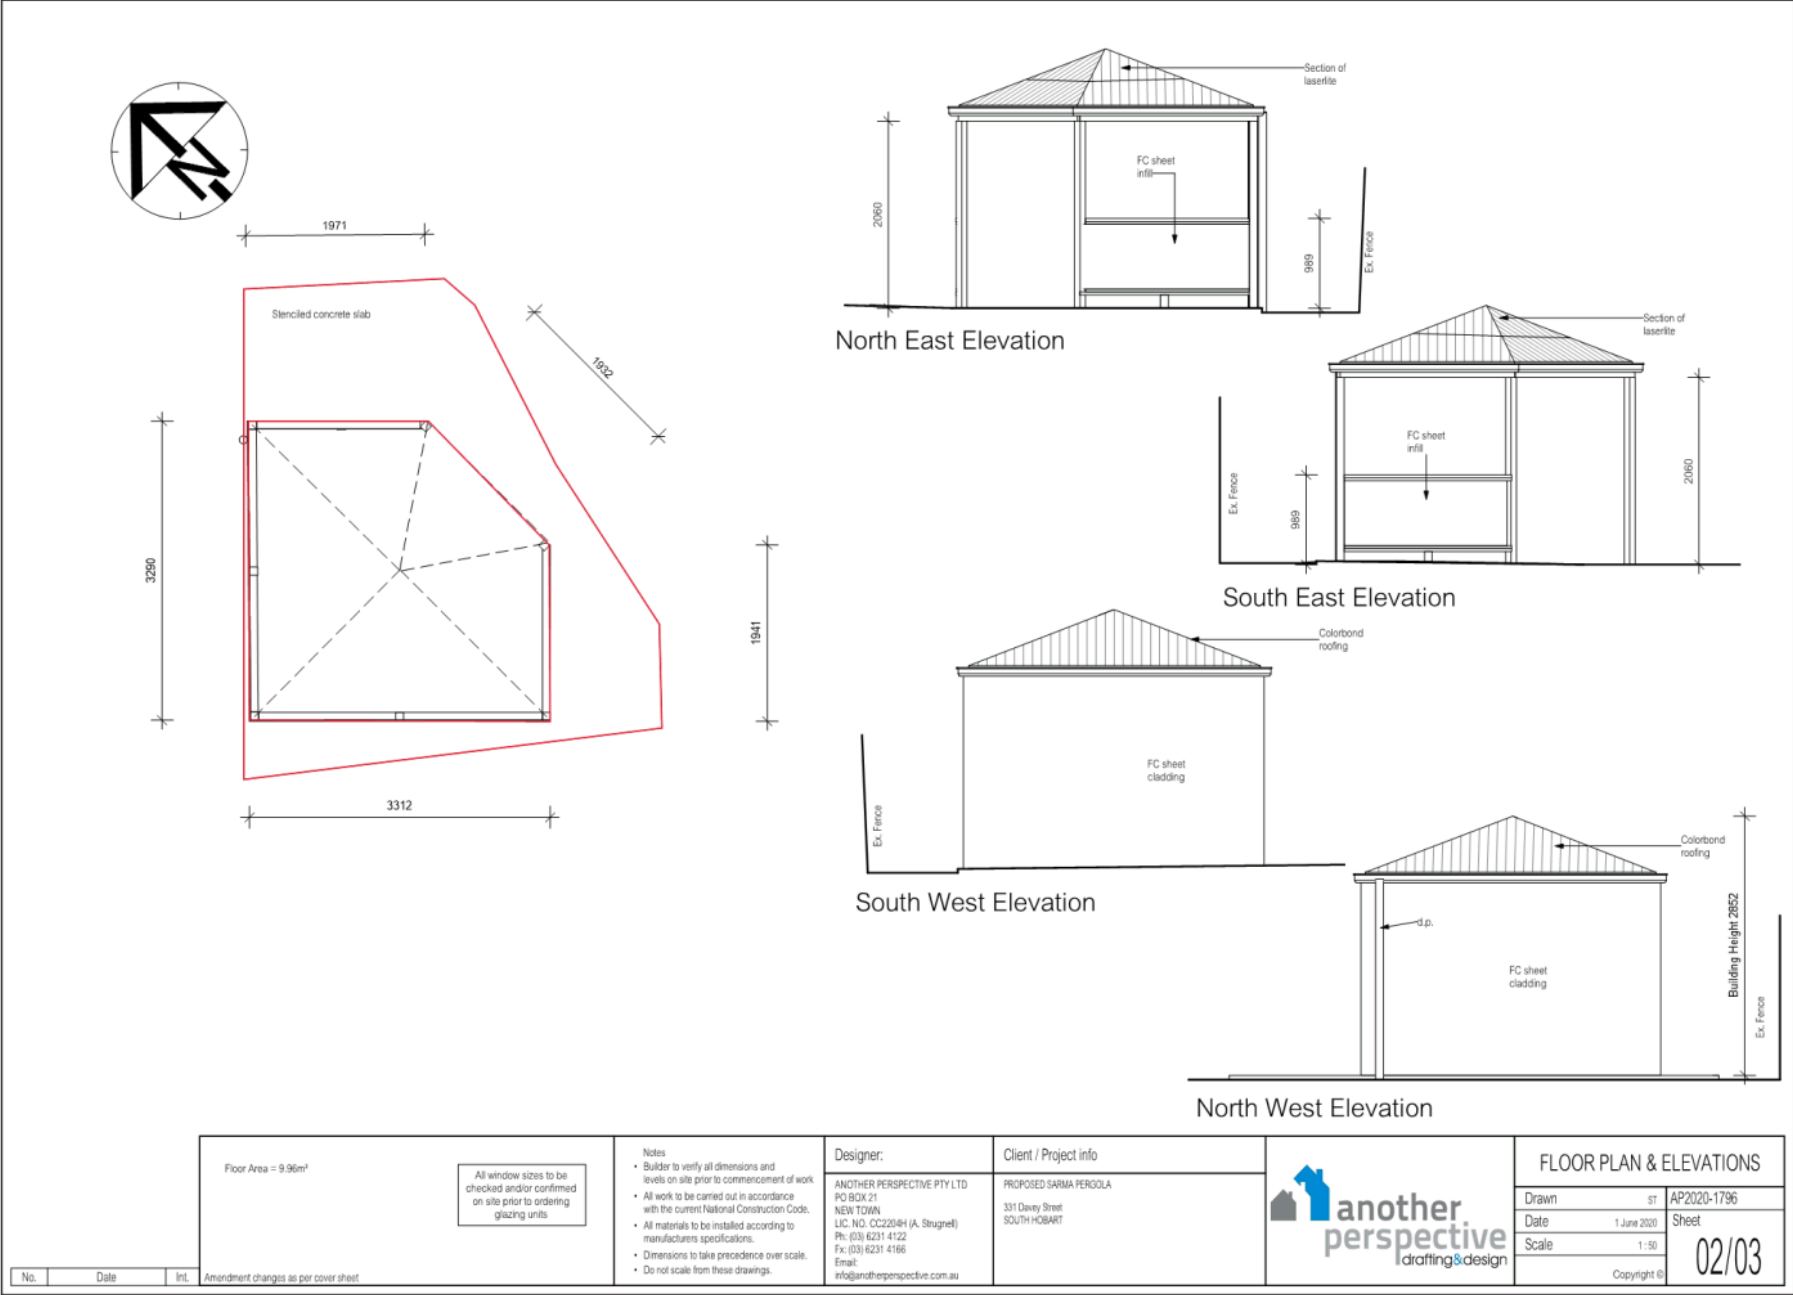 N
1971
Stenciled concrete slab
1932
3290
1941
3312
Section of
laserlite
FC sheet
infill
2060
989
Ex. Fence
North East Elevation
Section of
laserlite
FC sheet
infill
Ex. Fence
989
2060
South East Elevation
Colorbond
roofing
FC sheet
cladding
Ex. Fence
South West Elevation
Colorbond
roofing
d.p.
FC sheet
cladding
Building Height 2852
Ex. Fence
North West Elevation
No.
Date
Int.
Amendment changes as per cover sheet
Floor Area = 9.96m²
All window sizes to be
checked and/or confirmed
on site prior to ordering
glazing units
Notes
• Builder to verify all dimensions and
levels on site prior to commencement of work
• All work to be carried out in accordance
with the current National Construction Code.
• All materials to be installed according to
manufacturers specifications.
• Dimensions to take precedence over scale.
• Do not scale from these drawings.
Designer:
ANOTHER PERSPECTIVE PTY LTD
PO BOX 21
NEW TOWN
LIC. NO. CC2204H (A. Strugnell)
Ph: (03) 6231 4122
Fx: (03) 6231 4166
Email:
info@anotherperspective.com.au
Client / Project info
PROPOSED SARMA PERGOLA
331 Davey Street
SOUTH HOBART
another
perspective
drafting&design
FLOOR PLAN & ELEVATIONS
Drawn ST
AP2020-1796
Date 1 June 2020
Sheet
Scale 1:50
02/03
Copyright ©